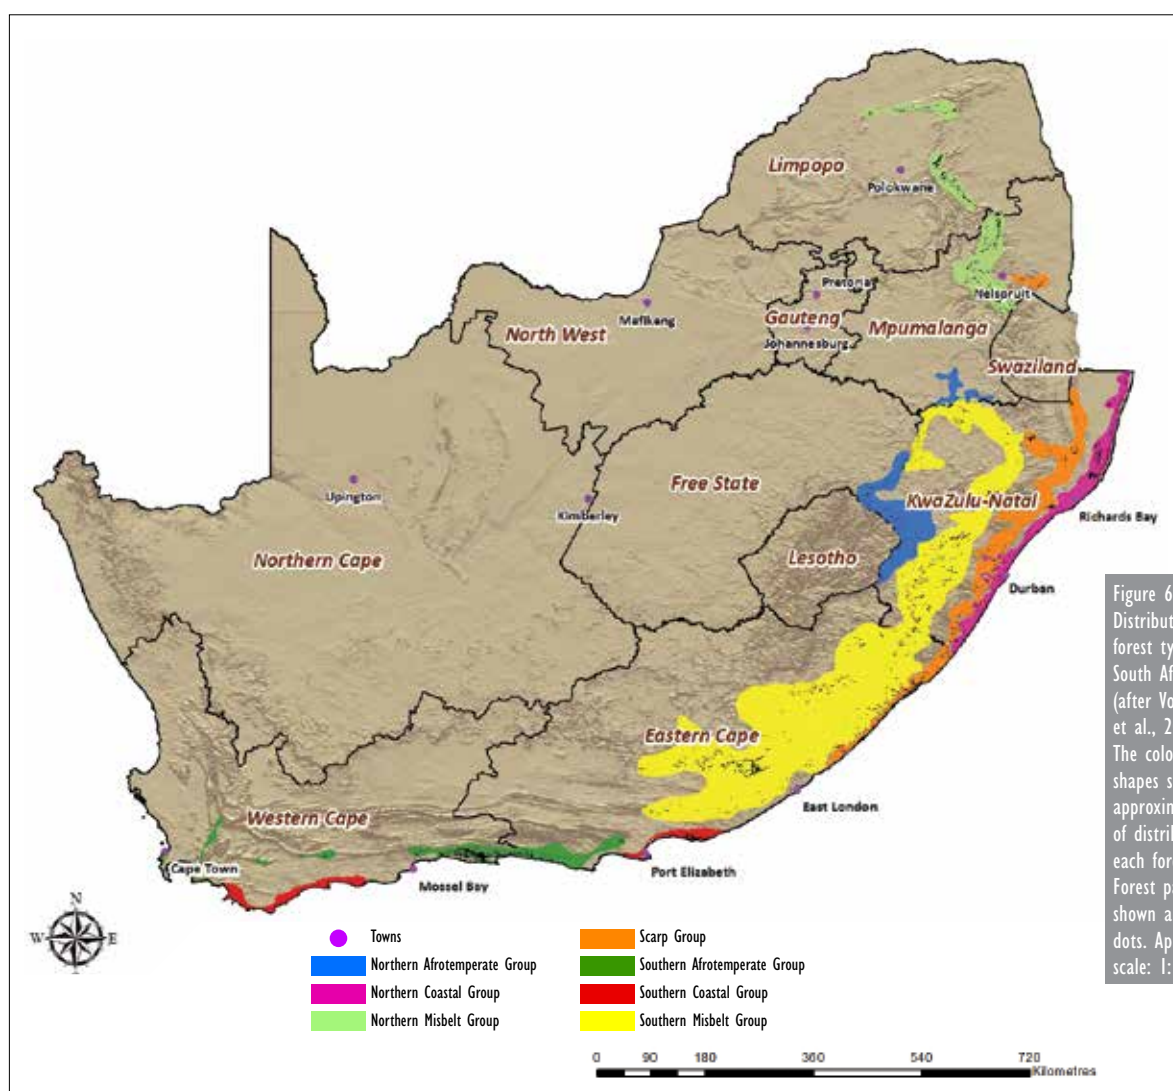 Limpopo
Polokwane
Pretoria
Nelspruit
Gauteng
Mpumalanga
Mafikeng
North West
Johannesburg
Swaziland
Free State
Upington
Kimberley
KwaZulu-Natal
Richards Bay
Northern Cape
Lesotho
Durban
Eastern Cape
East London
Western Cape
Cape Town
Port Elizabeth
Mossel Bay
Figure 6
Distribut
forest ty
South Af
(after Vo
et al., 2
The colo
shapes s
approxim
of distril
each for
Forest pa
shown a
dots. Ap
scale: 1:
N
W E
S
Towns
Northern Afrotemperate Group
Northern Coastal Group
Northern Misbelt Group
Scarp Group
Southern Afrotemperate Group
Southern Coastal Group
Southern Misbelt Group
0 90 180 360 540 720
Kilometres